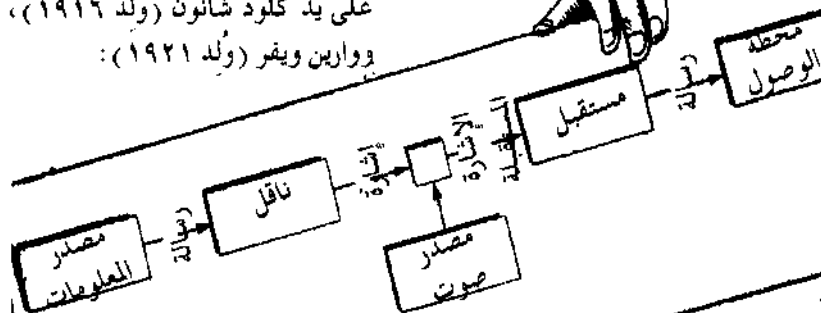 على يد كلود شانون (ولد ١٩١٦)،
ووارين ويفر (وُلد ١٩٢١):
مصدر
المعلومات
رسالة
ناقل
إشارة
مصدر
صوت
الإشارة
المستقبلة
مستقبل
رسالة
محطة
الوصول